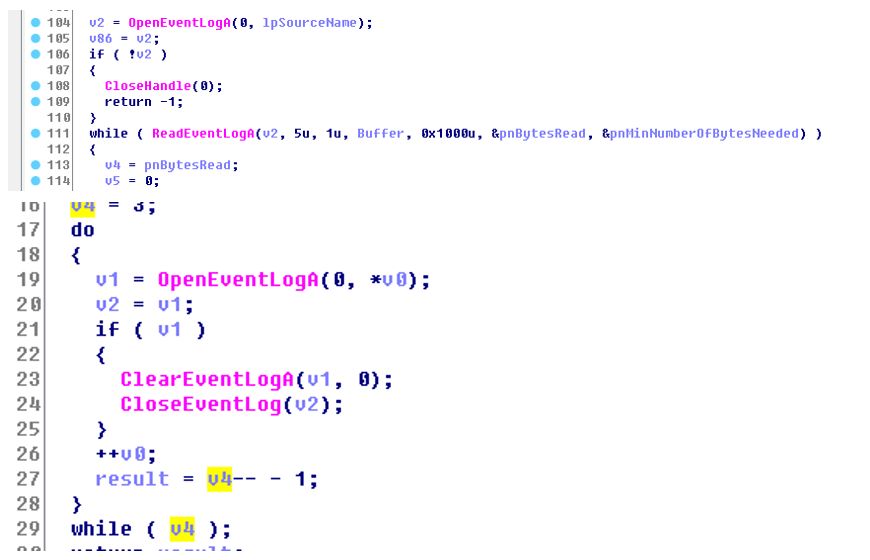 104 v2 = OpenEventLogA(0, lpSourceName);
105 v86 = v2;
106 if ( !v2 )
107 {
108 CloseHandle(0);
109 return -1;
110 }
111 while ( ReadEventLogA(v2, 5u, 1u, Buffer, 0x1000u, &pnBytesRead, &pnMinNumberOfBytesNeeded) )
112 {
113 v4 = pnBytesRead;
114 v5 = 0;
16 v4 = 3;
17 do
18 {
19 v1 = OpenEventLogA(0, *v0);
20 v2 = v1;
21 if ( v1 )
22 {
23 ClearEventLogA(v1, 0);
24 CloseEventLog(v2);
25 }
26 ++v0;
27 result = v4-- - 1;
28 }
29 while ( v4 );